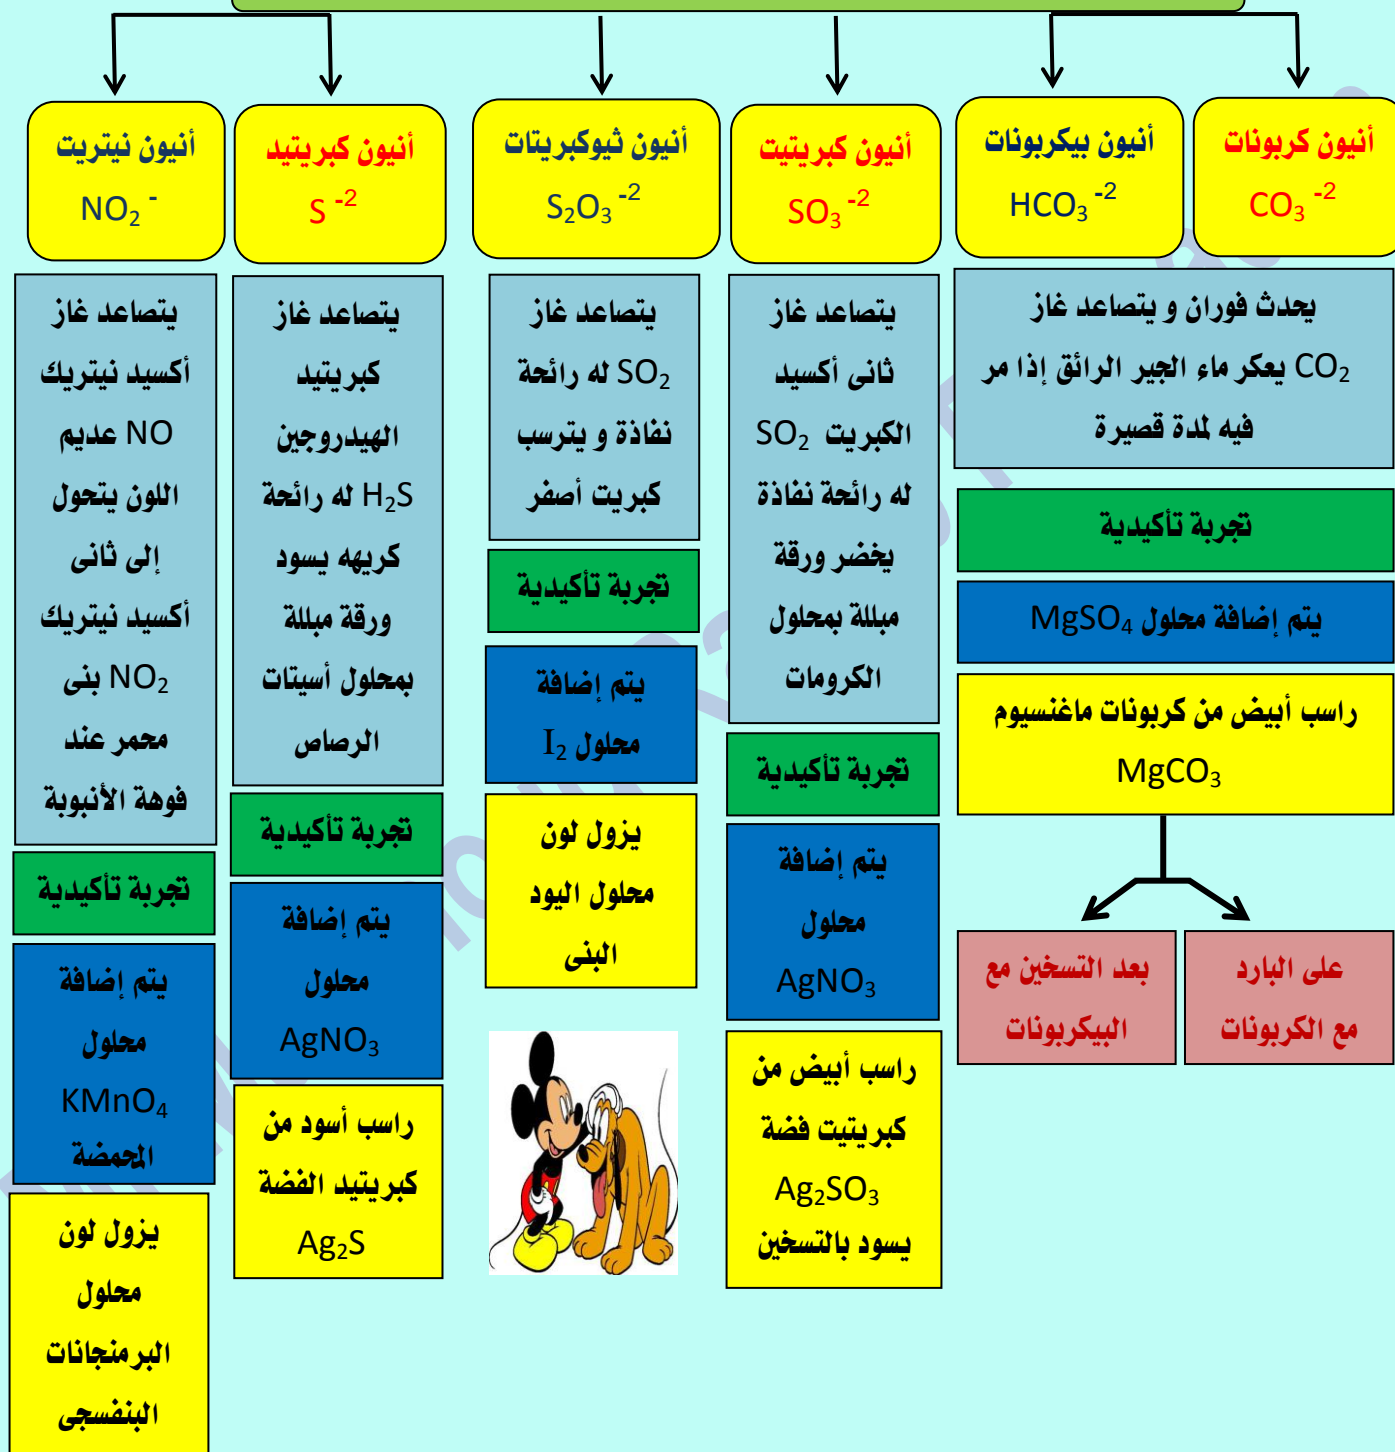 أنيون كربونات
CO₃ ⁻²
أنيون بيكربونات
HCO₃ ⁻²
أنيون كبريتيت
SO₃ ⁻²
أنيون ثيوكبريتات
S₂O₃ ⁻²
أنيون كبريتيد
S ⁻²
أنيون نيتريت
NO₂ ⁻
يحدث فوران و يتصاعد غاز
CO₂ يعكر ماء الجير الرائق إذا مر
فيه لمدة قصيرة
تجربة تأكيدية
يتم إضافة محلول MgSO₄
راسب أبيض من كربونات ماغنسيوم
MgCO₃
على البارد
مع الكربونات
بعد التسخين مع
البيكربونات
يتصاعد غاز
ثانى أكسيد
الكبريت SO₂
له رائحة نفاذة
يخضر ورقة
مبللة بمحلول
الكرومات
تجربة تأكيدية
يتم إضافة
محلول
AgNO₃
راسب أبيض من
كبريتيت فضة
Ag₂SO₃
يسود بالتسخين
يتصاعد غاز
SO₂ له رائحة
نفاذة و يترسب
كبريت أصفر
تجربة تأكيدية
يتم إضافة
محلول I₂
يزول لون
محلول اليود
البنى
يتصاعد غاز
كبريتيد
الهيدروجين
H₂S له رائحة
كريهه يسود
ورقة مبللة
بمحلول أسيتات
الرصاص
تجربة تأكيدية
يتم إضافة
محلول
AgNO₃
راسب أسود من
كبريتيد الفضة
Ag₂S
يتصاعد غاز
أكسيد نيتريك
NO عديم
اللون يتحول
إلى ثانى
أكسيد نيتريك
NO₂ بنى
محمر عند
فوهة الأنبوبة
تجربة تأكيدية
يتم إضافة
محلول
KMnO₄
المحمضة
يزول لون
محلول
البرمنجانات
البنفسجى